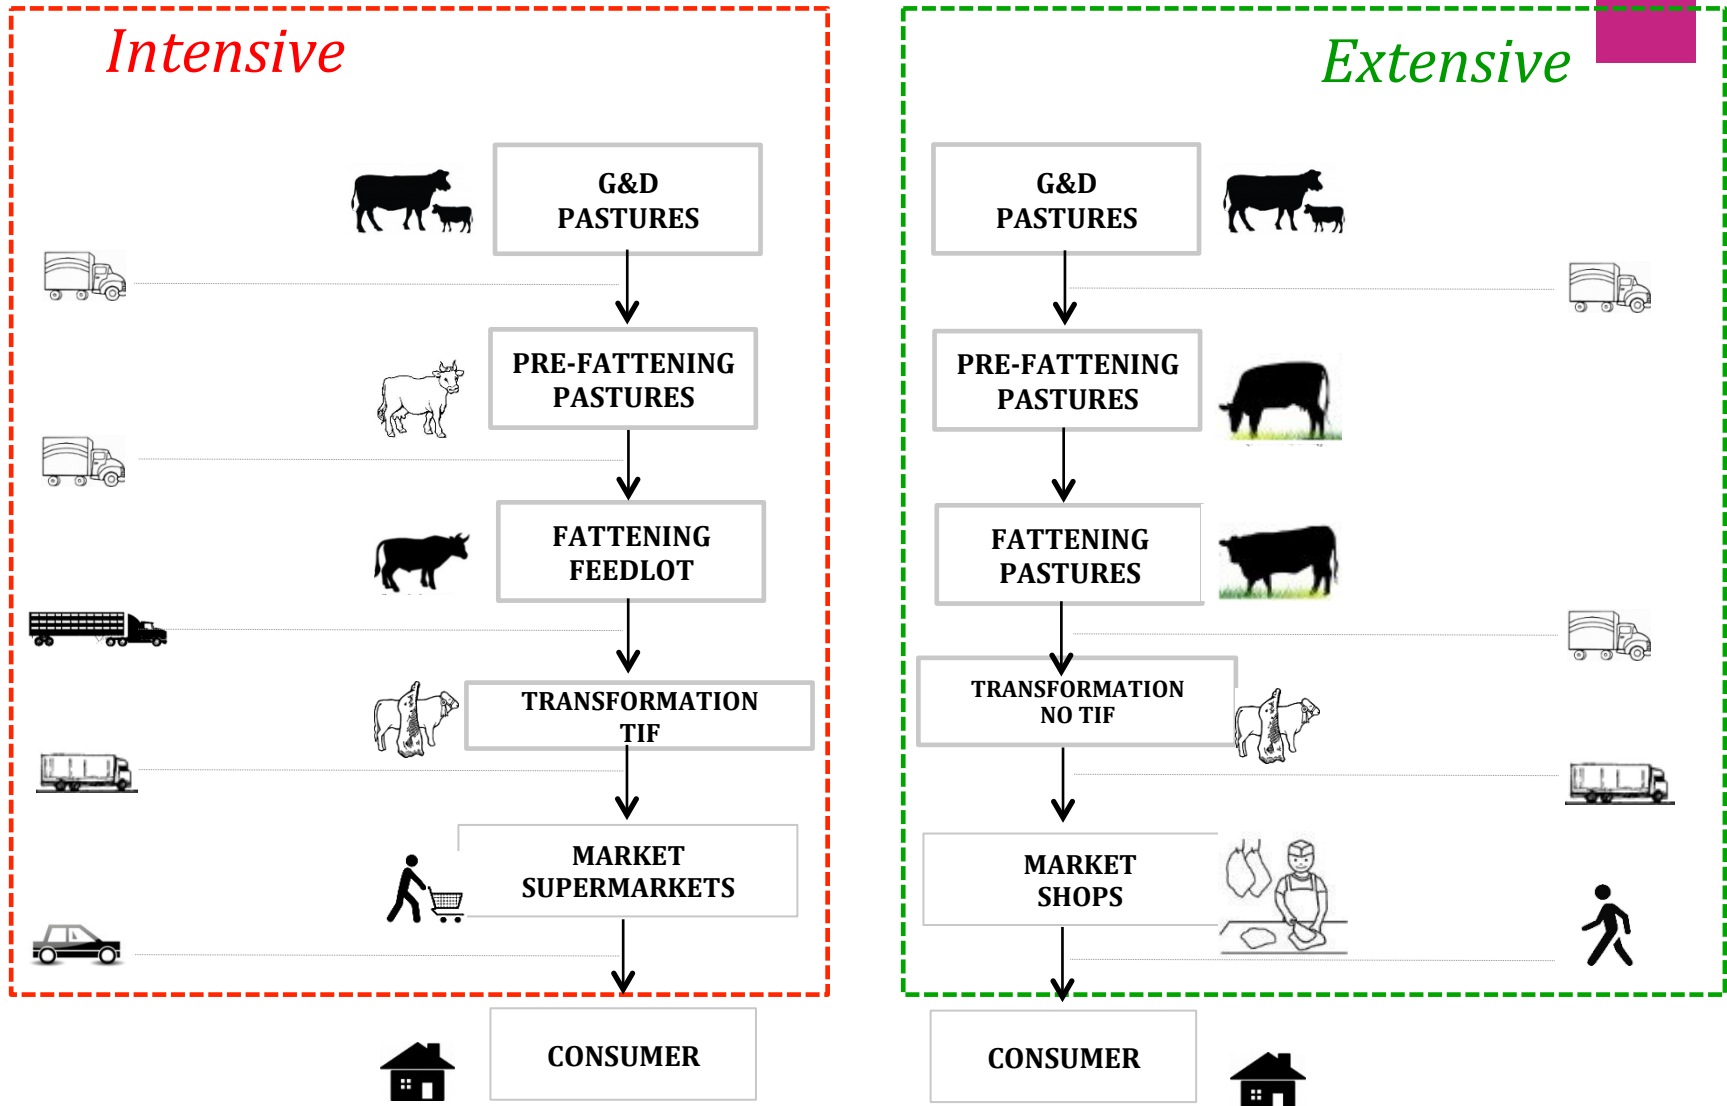 Intensive
G&D
PASTURES
PRE-FATTENING
PASTURES
FATTENING
FEEDLOT
TRANSFORMATION
TIF
MARKET
SUPERMARKETS
CONSUMER
Extensive
G&D
PASTURES
PRE-FATTENING
PASTURES
FATTENING
PASTURES
TRANSFORMATION
NO TIF
MARKET
SHOPS
CONSUMER